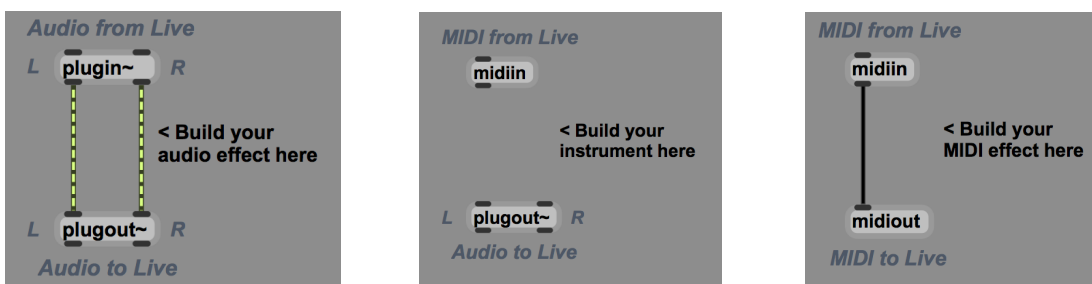 Audio from Live
L plugin~ R
< Build your
audio effect here
L plugout~ R
Audio to Live
MIDI from Live
midiin
< Build your
instrument here
L plugout~ R
Audio to Live
MIDI from Live
midiin
< Build your
MIDI effect here
midiout
MIDI to Live